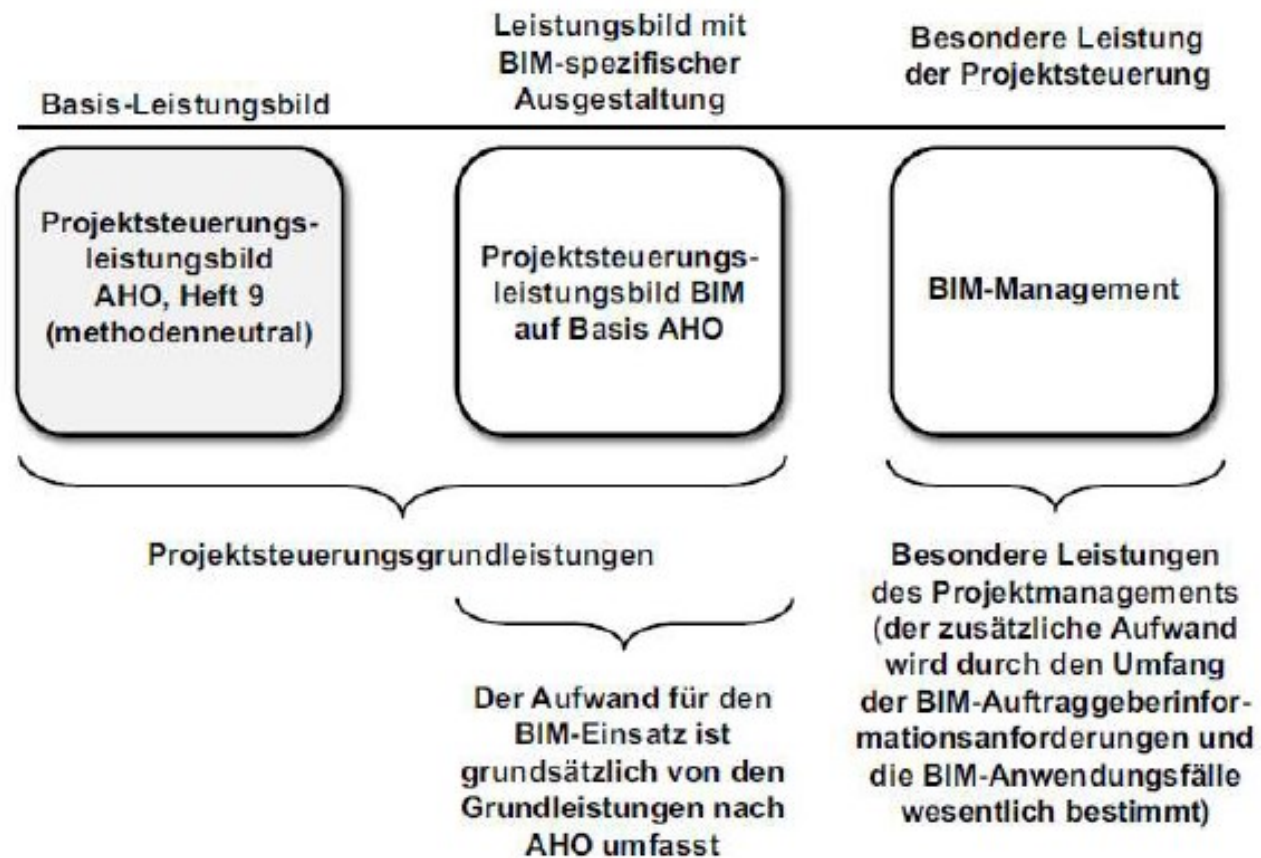 Basis-Leistungsbild
Leistungsbild mit
BIM-spezifischer
Ausgestaltung
Besondere Leistung
der Projektsteuerung
Projektsteuerungs-
leistungsbild
AHO, Heft 9
(methodenneutral)
Projektsteuerungs-
leistungsbild BIM
auf Basis AHO
BIM-Management
Projektsteuerungsgrundleistungen
Der Aufwand für den
BIM-Einsatz ist
grundsätzlich von den
Grundleistungen nach
AHO umfasst
Besondere Leistungen
des Projektmanagements
(der zusätzliche Aufwand
wird durch den Umfang
der BIM-Auftraggeberinfor-
mationsanforderungen und
die BIM-Anwendungsfälle
wesentlich bestimmt)